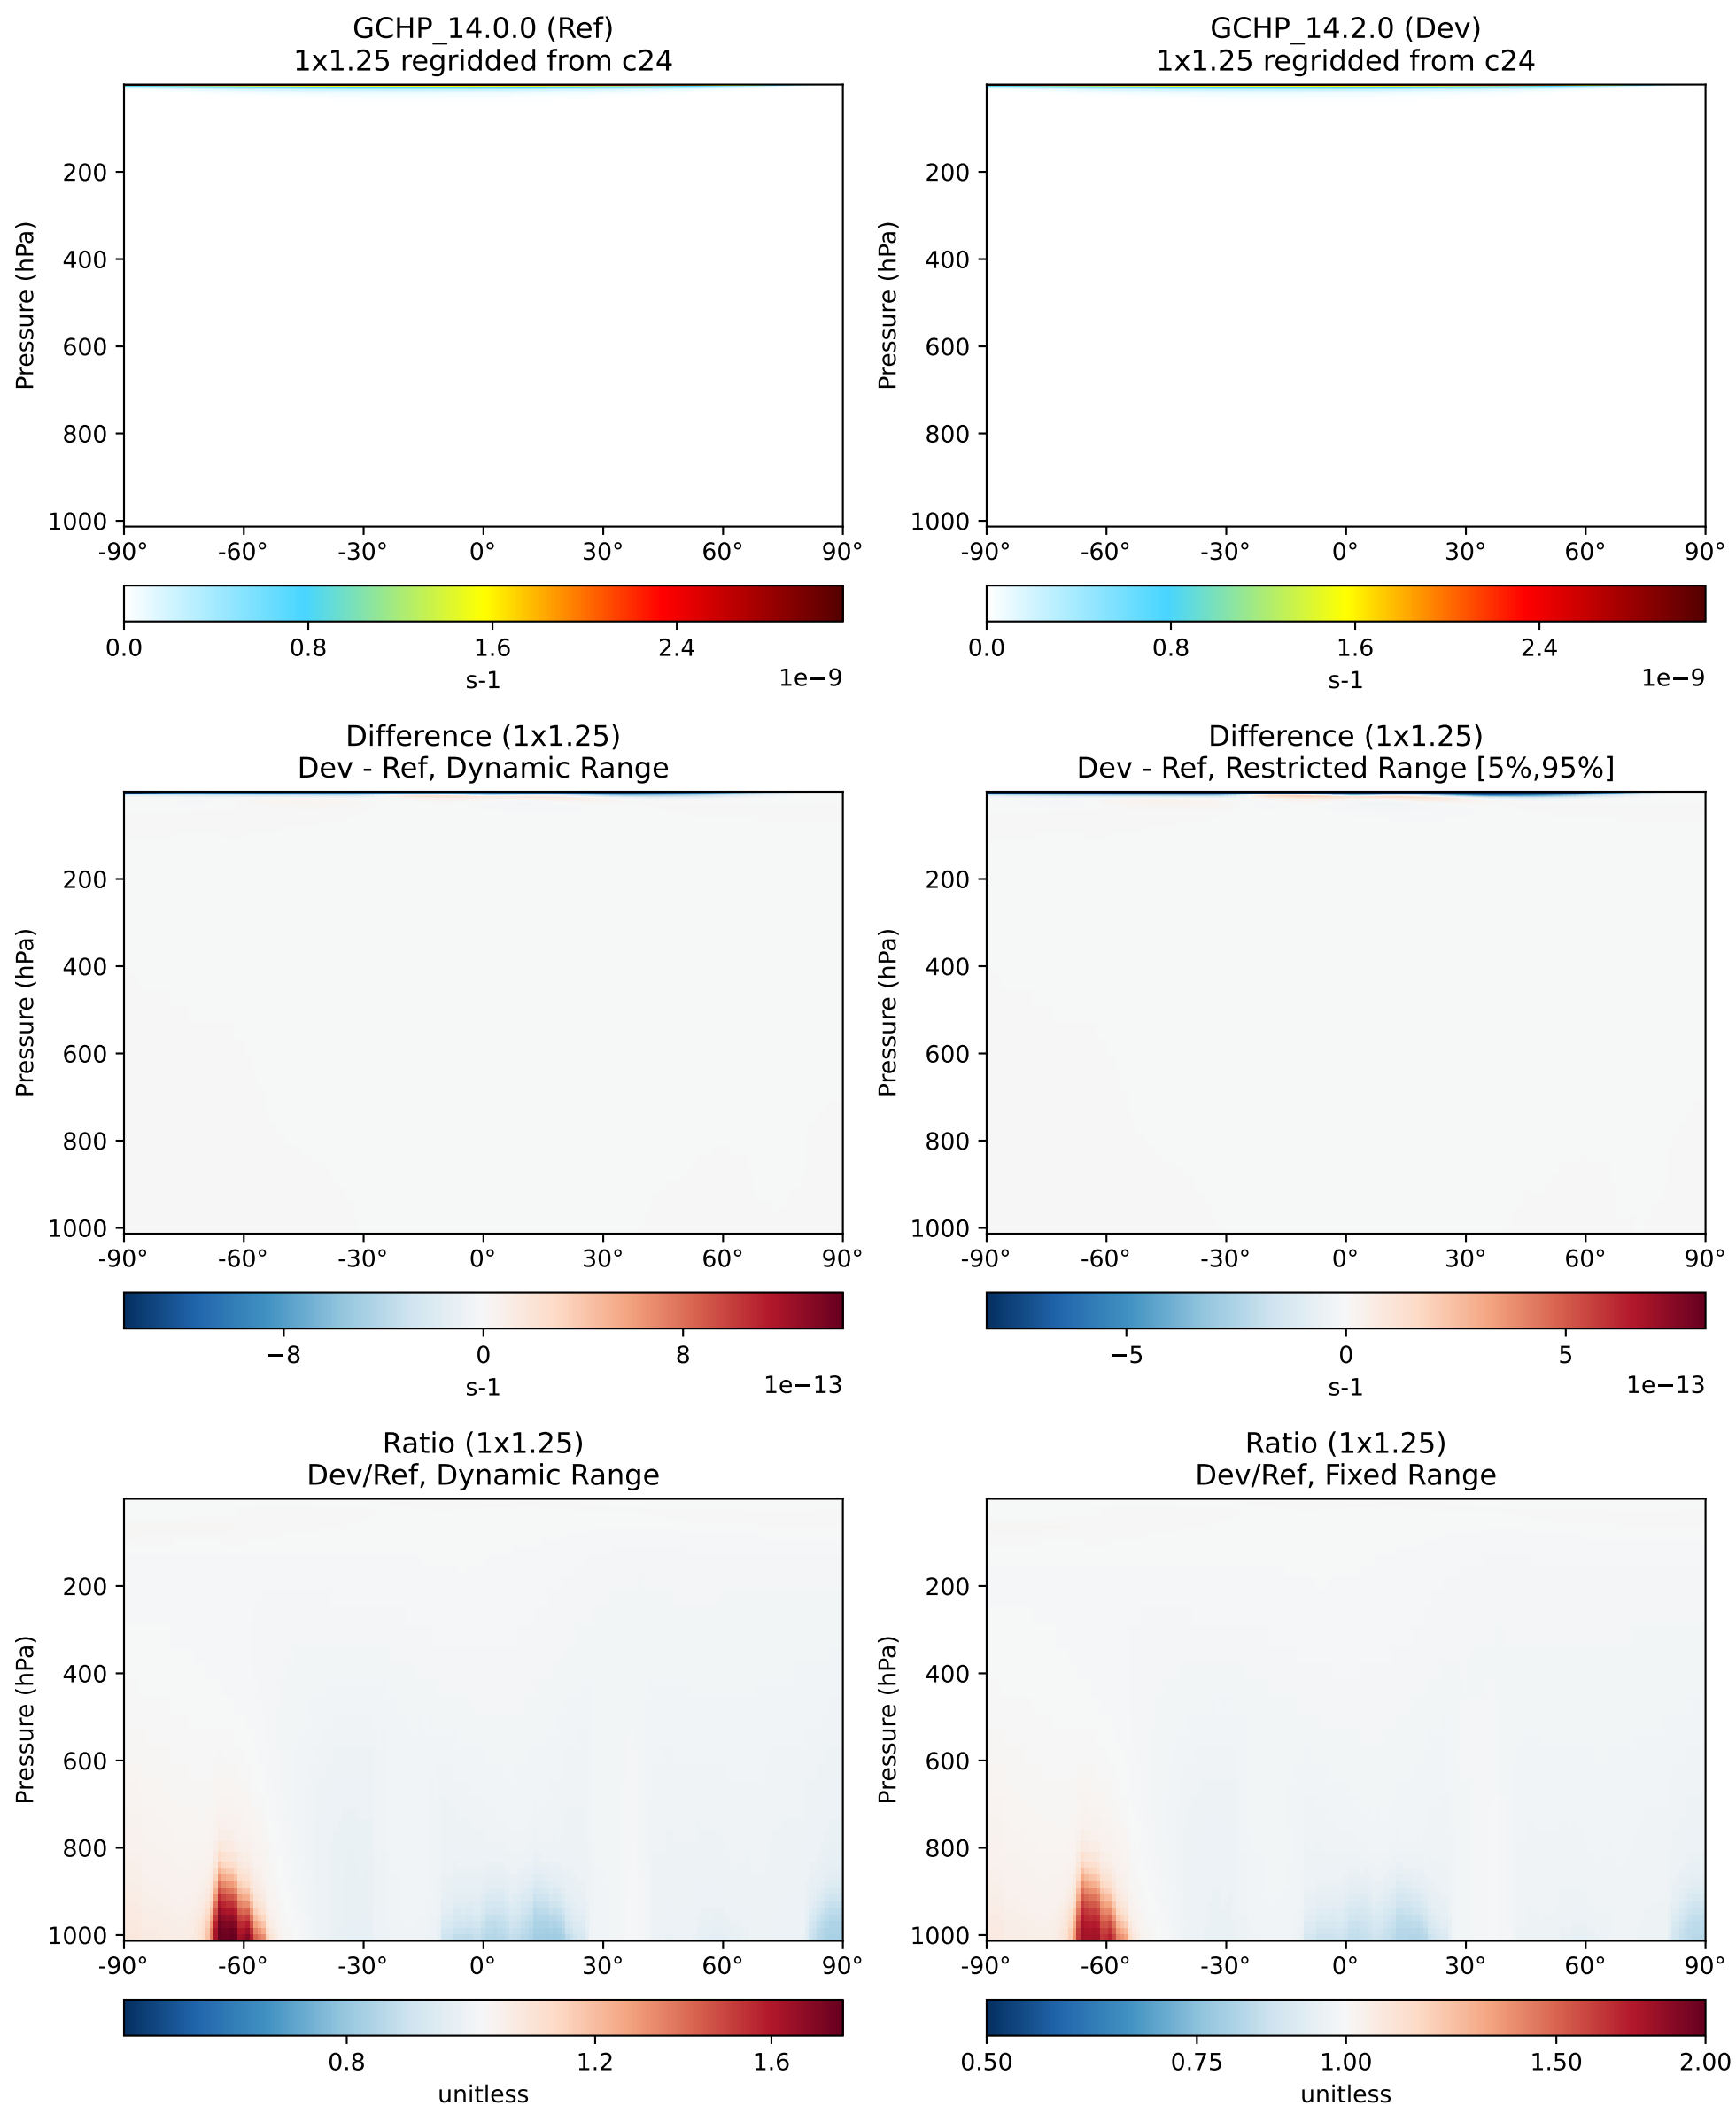 GCHP_14.0.0 (Ref)
1x1.25 regridded from c24
Pressure (hPa)
200
400
600
800
1000
-90° -60° -30° 0° 30° 60° 90°
0.0 0.8 1.6 2.4
s-1
1e−9
GCHP_14.2.0 (Dev)
1x1.25 regridded from c24
Pressure (hPa)
200
400
600
800
1000
-90° -60° -30° 0° 30° 60° 90°
0.0 0.8 1.6 2.4
s-1
1e−9
Difference (1x1.25)
Dev - Ref, Dynamic Range
Pressure (hPa)
200
400
600
800
1000
-90° -60° -30° 0° 30° 60° 90°
−8 0 8
s-1
1e−13
Difference (1x1.25)
Dev - Ref, Restricted Range [5%,95%]
Pressure (hPa)
200
400
600
800
1000
-90° -60° -30° 0° 30° 60° 90°
−5 0 5
s-1
1e−13
Ratio (1x1.25)
Dev/Ref, Dynamic Range
Pressure (hPa)
200
400
600
800
1000
-90° -60° -30° 0° 30° 60° 90°
0.8 1.2 1.6
unitless
Ratio (1x1.25)
Dev/Ref, Fixed Range
Pressure (hPa)
200
400
600
800
1000
-90° -60° -30° 0° 30° 60° 90°
0.50 0.75 1.00 1.50 2.00
unitless